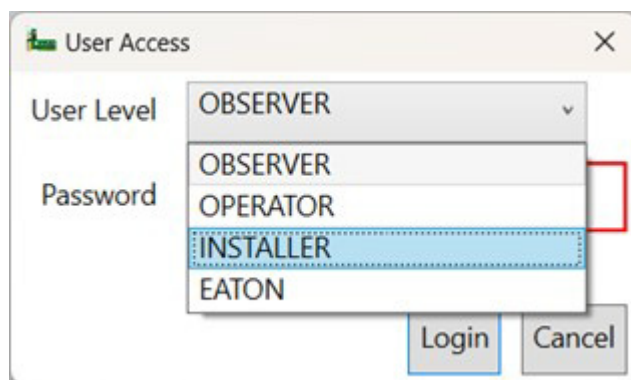 User Access
User Level OBSERVER
OBSERVER
Password
OPERATOR
INSTALLER
EATON
Login Cancel